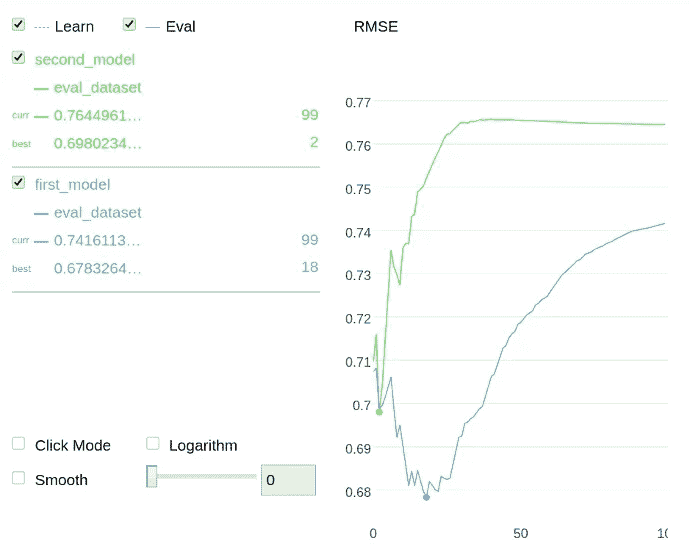 Learn Eval
second_model
eval_dataset
curr 0.7644961... 99
best 0.6980234... 2
first_model
eval_dataset
curr 0.7416113... 99
best 0.6783264... 18
Click Mode Logarithm
Smooth 0
RMSE
0.77
0.76
0.75
0.74
0.73
0.72
0.71
0.7
0.69
0.68
0 50